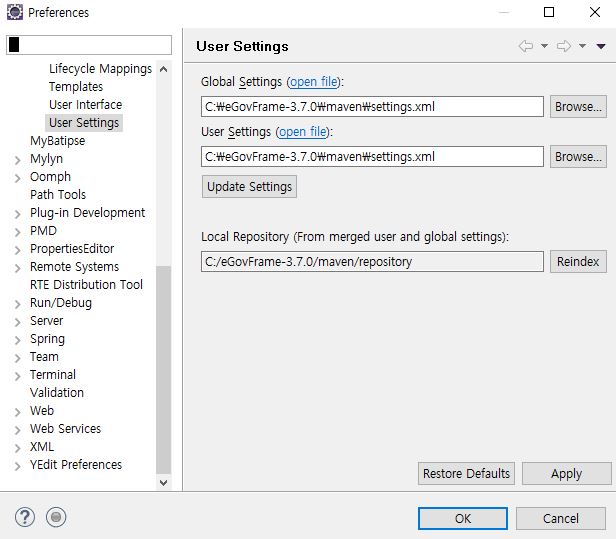 Preferences
User Settings
Lifecycle Mappings
Templates
User Interface
User Settings
MyBatipse
Mylyn
Oomph
Path Tools
Plug-in Development
PMD
PropertiesEditor
Remote Systems
RTE Distribution Tool
Run/Debug
Server
Spring
Team
Terminal
Validation
Web
Web Services
XML
YEdit Preferences
Global Settings (open file):
C:₩eGovFrame-3.7.0₩maven₩settings.xml
Browse...
User Settings (open file):
C:₩eGovFrame-3.7.0₩maven₩settings.xml
Browse...
Update Settings
Local Repository (From merged user and global settings):
C:/eGovFrame-3.7.0/maven/repository
Reindex
Restore Defaults
Apply
?
OK
Cancel